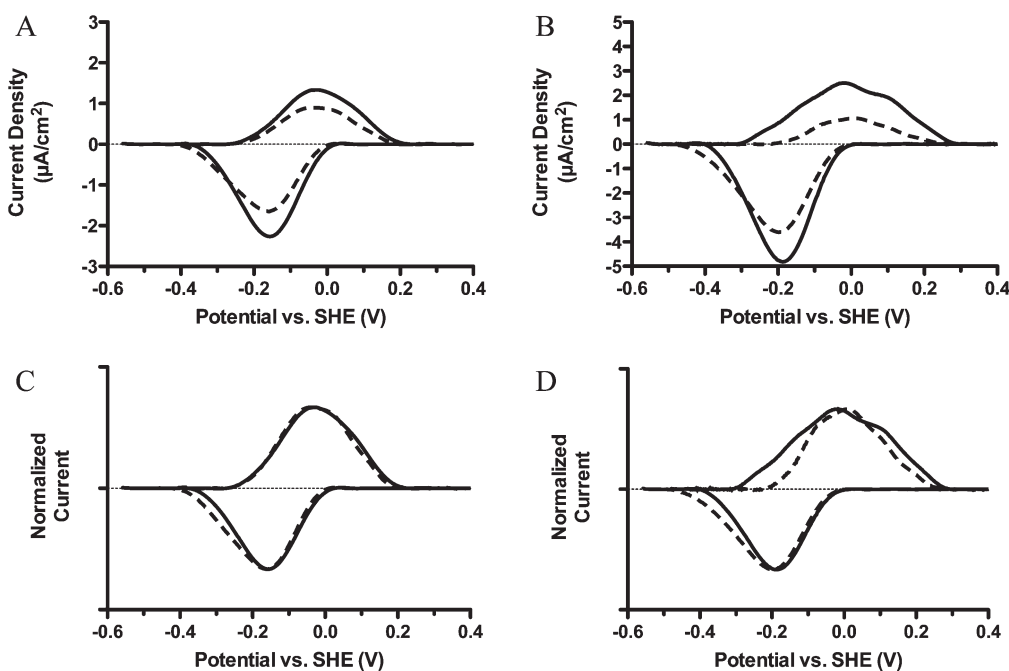 A
3
2
1
0
-1
-2
-3
Current Density
(µA/cm2)
-0.6 -0.4 -0.2 0.0 0.2 0.4
Potential vs. SHE (V)
B
5
4
3
2
1
0
-1
-2
-3
-4
-5
Current Density
(µA/cm2)
-0.6 -0.4 -0.2 0.0 0.2 0.4
Potential vs. SHE (V)
C
Normalized
Current
-0.6 -0.4 -0.2 0.0 0.2 0.4
Potential vs. SHE (V)
D
Normalized
Current
-0.6 -0.4 -0.2 0.0 0.2 0.4
Potential vs. SHE (V)